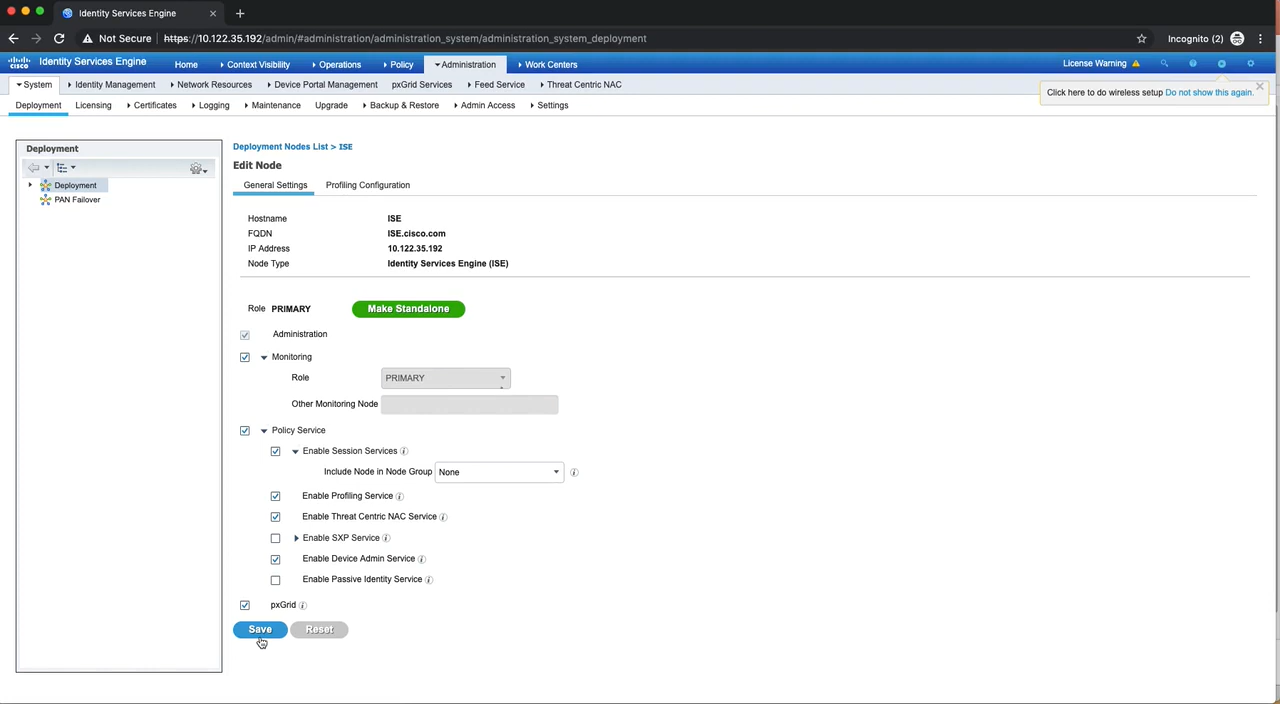 Identity Services Engine
Not Secure | https://10.122.35.192/admin/#administration/administration_system/administration_system_deployment
Incognito (2)
CISCO Identity Services Engine Home Context Visibility Operations Policy Administration Work Centers License Warning
System Identity Management Network Resources Device Portal Management pxGrid Services Feed Service Threat Centric NAC
Click here to do wireless setup Do not show this again.
Deployment Licensing Certificates Logging Maintenance Upgrade Backup & Restore Admin Access Settings
Deployment
Deployment
PAN Failover
Deployment Nodes List > ISE
Edit Node
General Settings Profiling Configuration
Hostname ISE
FQDN ISE.cisco.com
IP Address 10.122.35.192
Node Type Identity Services Engine (ISE)
Role PRIMARY Make Standalone
Administration
Monitoring
Role PRIMARY
Other Monitoring Node
Policy Service
Enable Session Services
Include Node in Node Group None
Enable Profiling Service
Enable Threat Centric NAC Service
Enable SXP Service
Enable Device Admin Service
Enable Passive Identity Service
pxGrid
Save Reset